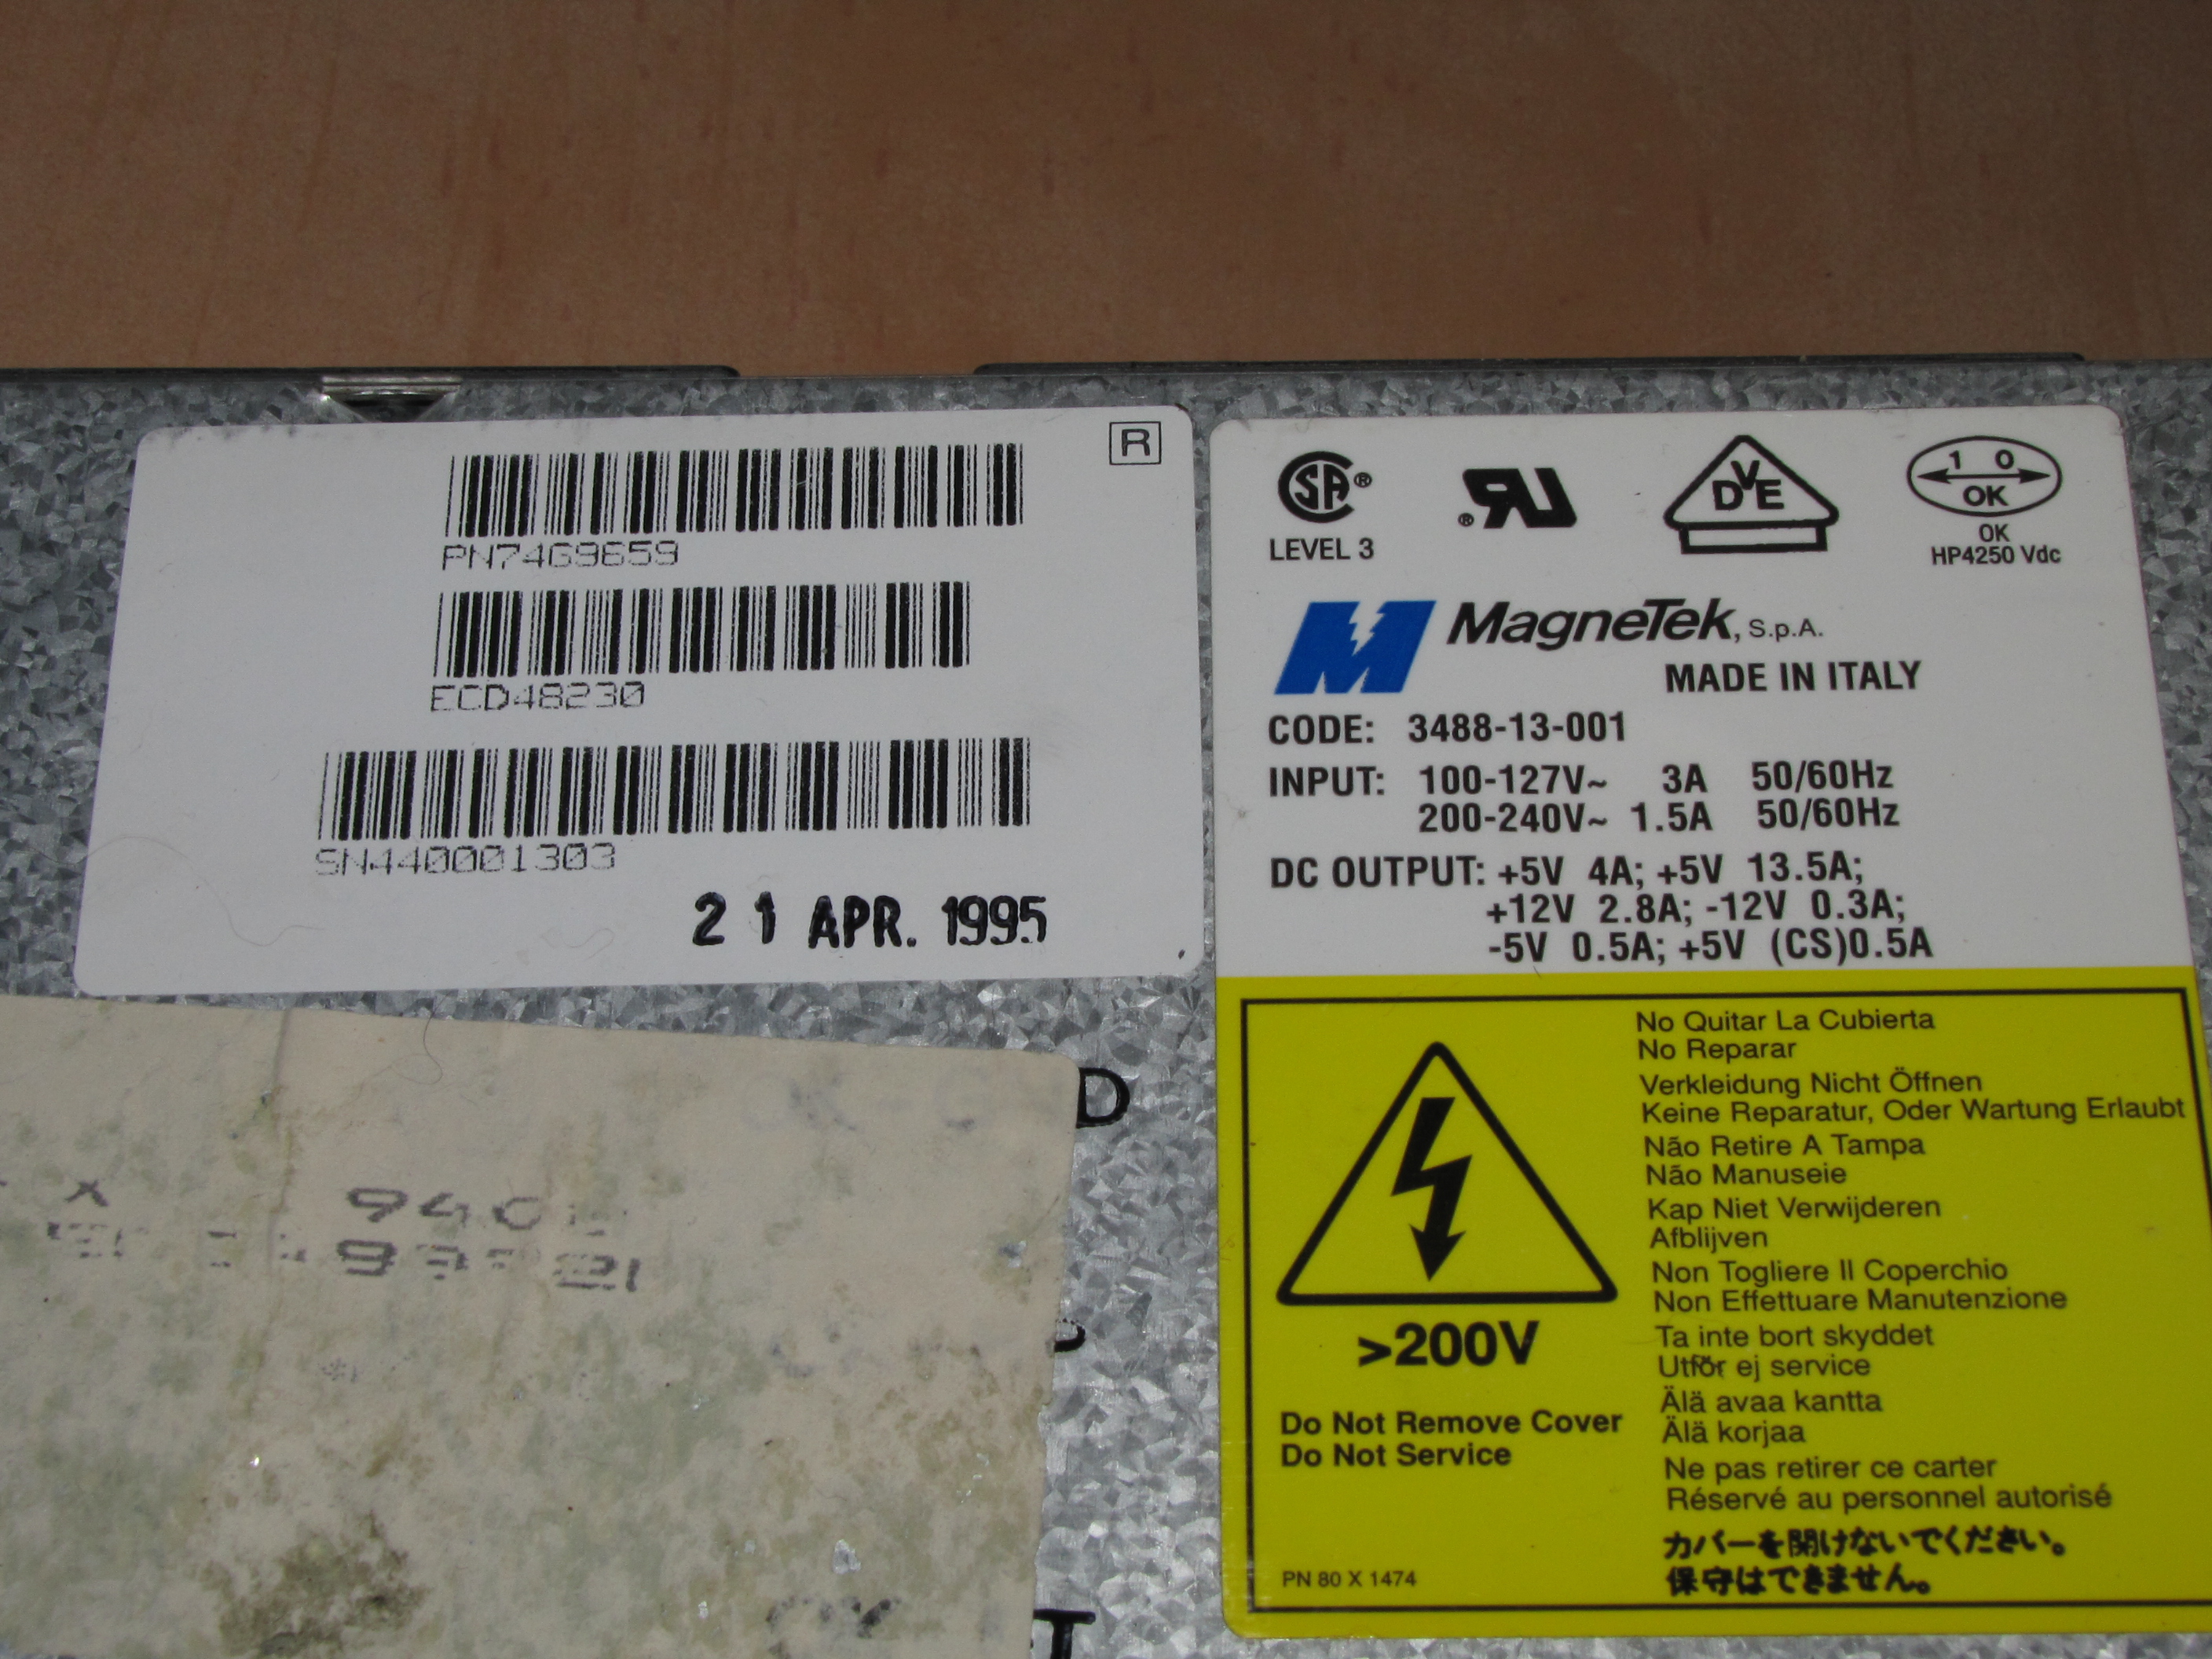 R
PN74G9659
ECD48230
SN440001303
21 APR. 1995
SA®
LEVEL 3
RU®
DVE
1 0
OK
OK
HP4250 Vdc
MagneTek, S.p.A.
MADE IN ITALY
CODE: 3488-13-001
INPUT: 100-127V~ 3A 50/60Hz
200-240V~ 1.5A 50/60Hz
DC OUTPUT: +5V 4A; +5V 13.5A;
+12V 2.8A; -12V 0.3A;
-5V 0.5A; +5V (CS)0.5A
>200V
Do Not Remove Cover
Do Not Service
PN 80 X 1474
No Quitar La Cubierta
No Reparar
Verkleidung Nicht Öffnen
Keine Reparatur, Oder Wartung Erlaubt
Não Retire A Tampa
Não Manuseie
Kap Niet Verwijderen
Afblijven
Non Togliere Il Coperchio
Non Effettuare Manutenzione
Ta inte bort skyddet
Utför ej service
Älä avaa kantta
Älä korjaa
Ne pas retirer ce carter
Réservé au personnel autorisé
カバーを開けないでください。
保守はできません。